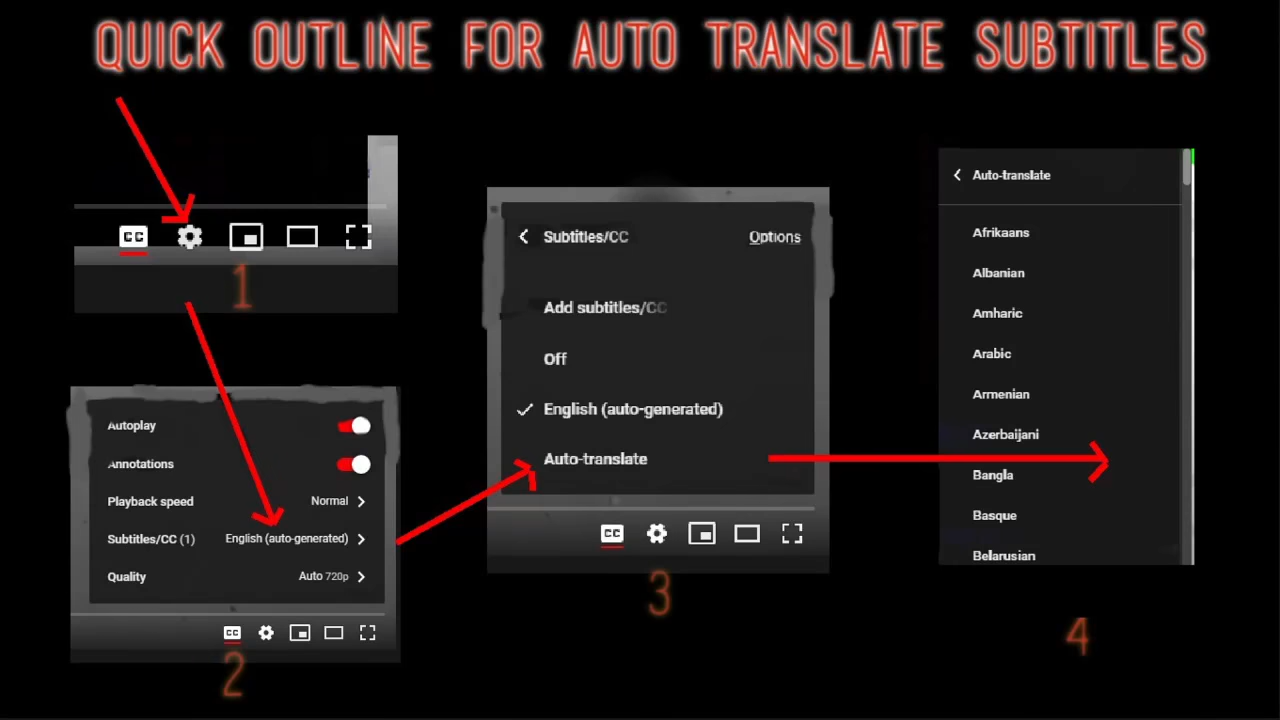 QUICK OUTLINE FOR AUTO TRANSLATE SUBTITLES
CC
1
Autoplay
Annotations
Playback speed Normal
Subtitles/CC (1) English (auto-generated)
Quality Auto 720p
CC
2
Subtitles/CC Options
Add subtitles/CC
Off
English (auto-generated)
Auto-translate
CC
3
Auto-translate
Afrikaans
Albanian
Amharic
Arabic
Armenian
Azerbaijani
Bangla
Basque
Belarusian
4